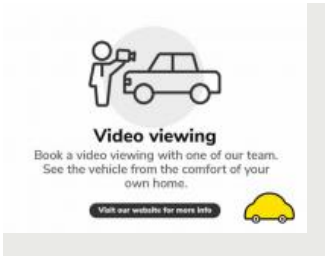 Video viewing
Book a video viewing with one of our team.
See the vehicle from the comfort of your
own home.
Visit our website for more info